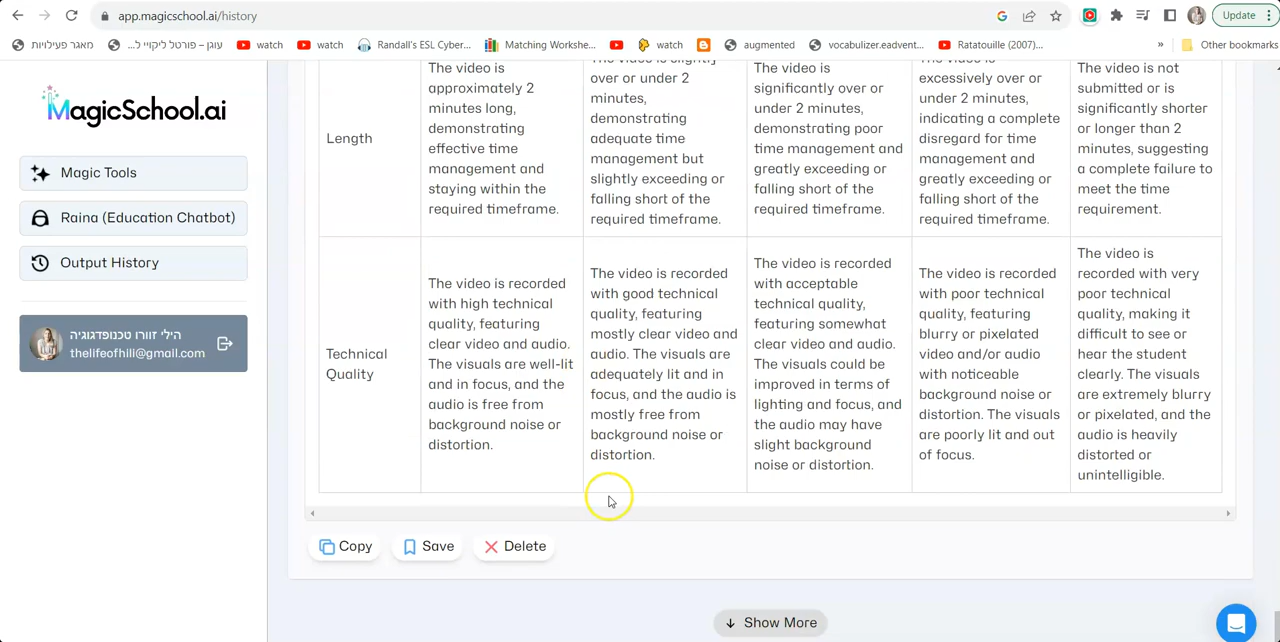 app.magicschool.ai/history
Update
מאגר פעילויות
עוגן – פורטל ליקויי ל...
watch
watch
Randall's ESL Cyber...
Matching Workshe...
watch
augmented
vocabulizer.eadvent...
Ratatouille (2007)...
»
Other bookmarks
MagicSchool.ai
Magic Tools
Raina (Education Chatbot)
Output History
הילי זוורו טכנופדגוגיה
thelifeofhili@gmail.com
Length
The video is
approximately 2
minutes long,
demonstrating
effective time
management and
staying within the
required timeframe.
The video is slightly
over or under 2
minutes,
demonstrating
adequate time
management but
slightly exceeding or
falling short of the
required timeframe.
The video is
significantly over or
under 2 minutes,
demonstrating poor
time management and
greatly exceeding or
falling short of the
required timeframe.
The video is
excessively over or
under 2 minutes,
indicating a complete
disregard for time
management and
greatly exceeding or
falling short of the
required timeframe.
The video is not
submitted or is
significantly shorter
or longer than 2
minutes, suggesting
a complete failure to
meet the time
requirement.
Technical
Quality
The video is recorded
with high technical
quality, featuring
clear video and audio.
The visuals are well-lit
and in focus, and the
audio is free from
background noise or
distortion.
The video is recorded
with good technical
quality, featuring
mostly clear video and
audio. The visuals are
adequately lit and in
focus, and the audio is
mostly free from
background noise or
distortion.
The video is recorded
with acceptable
technical quality,
featuring somewhat
clear video and audio.
The visuals could be
improved in terms of
lighting and focus, and
the audio may have
slight background
noise or distortion.
The video is recorded
with poor technical
quality, featuring
blurry or pixelated
video and/or audio
with noticeable
background noise or
distortion. The visuals
are poorly lit and out
of focus.
The video is
recorded with very
poor technical
quality, making it
difficult to see or
hear the student
clearly. The visuals
are extremely blurry
or pixelated, and the
audio is heavily
distorted or
unintelligible.
Copy
Save
Delete
Show More